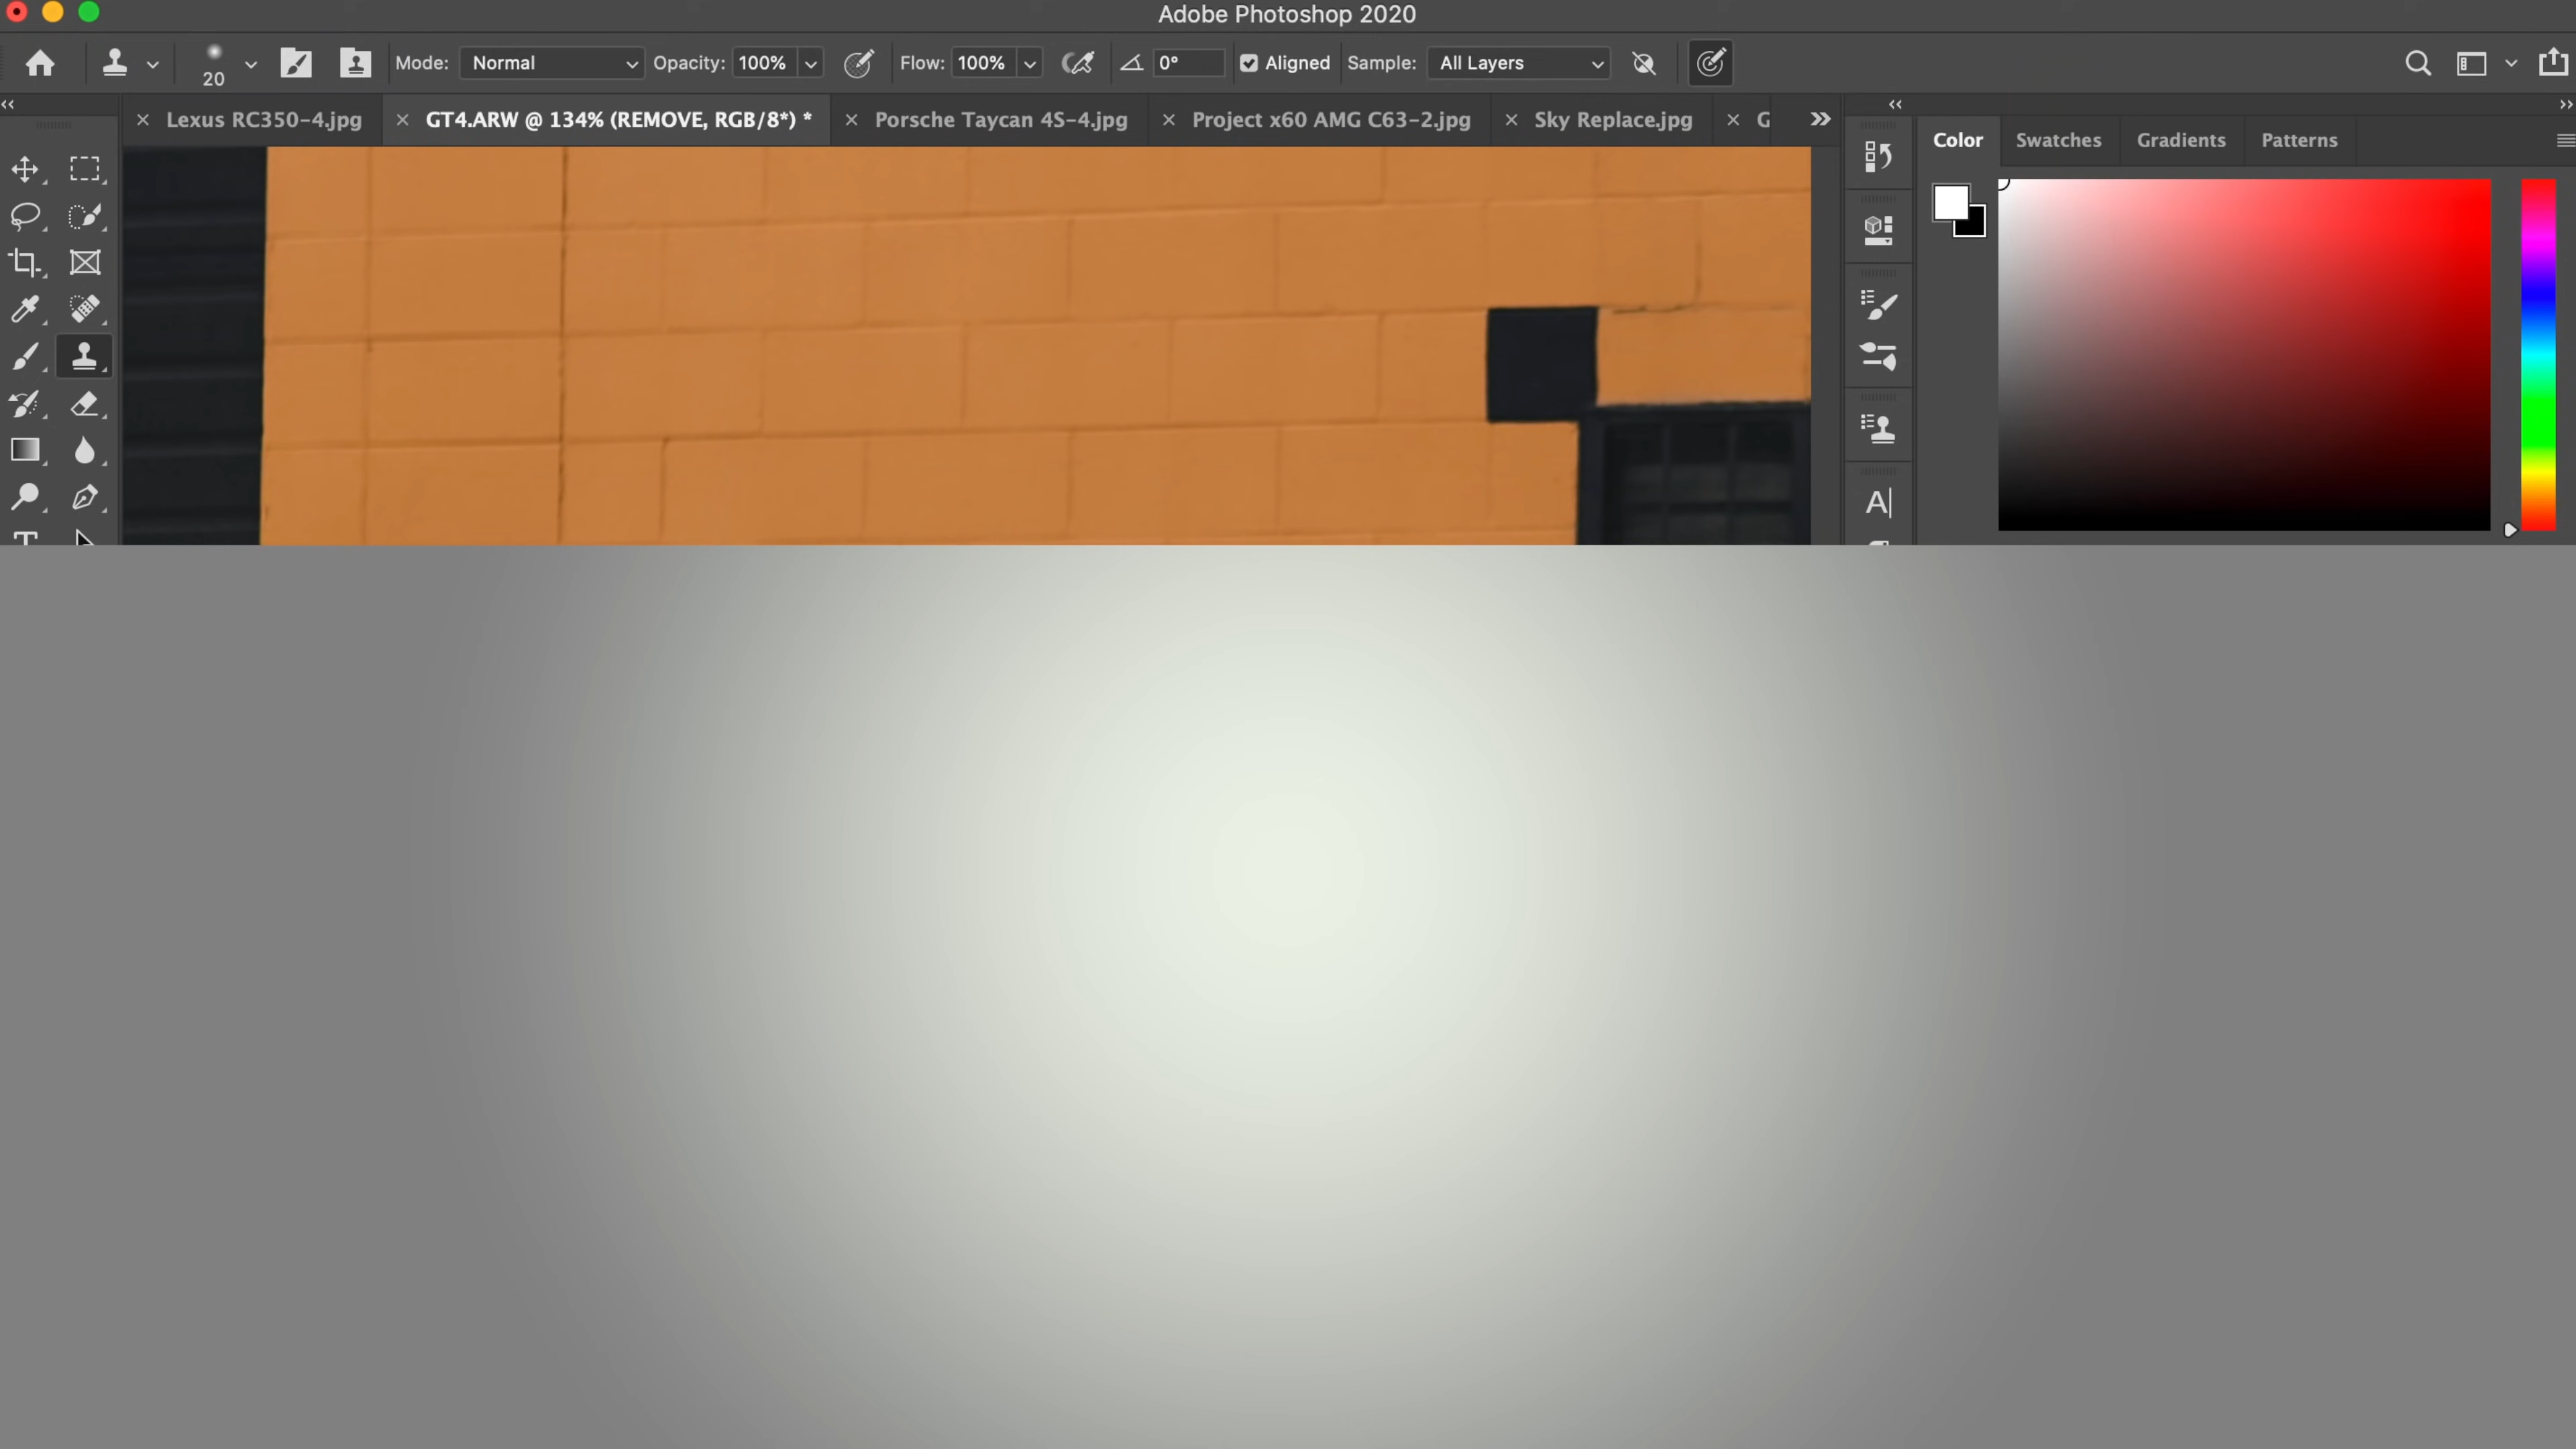 Adobe Photoshop 2020
20 Mode: Normal Opacity: 100% Flow: 100% 0° Aligned Sample: All Layers
Lexus RC350-4.jpg GT4.ARW @ 134% (REMOVE, RGB/8*) * Porsche Taycan 4S-4.jpg Project x60 AMG C63-2.jpg Sky Replace.jpg G
Color Swatches Gradients Patterns